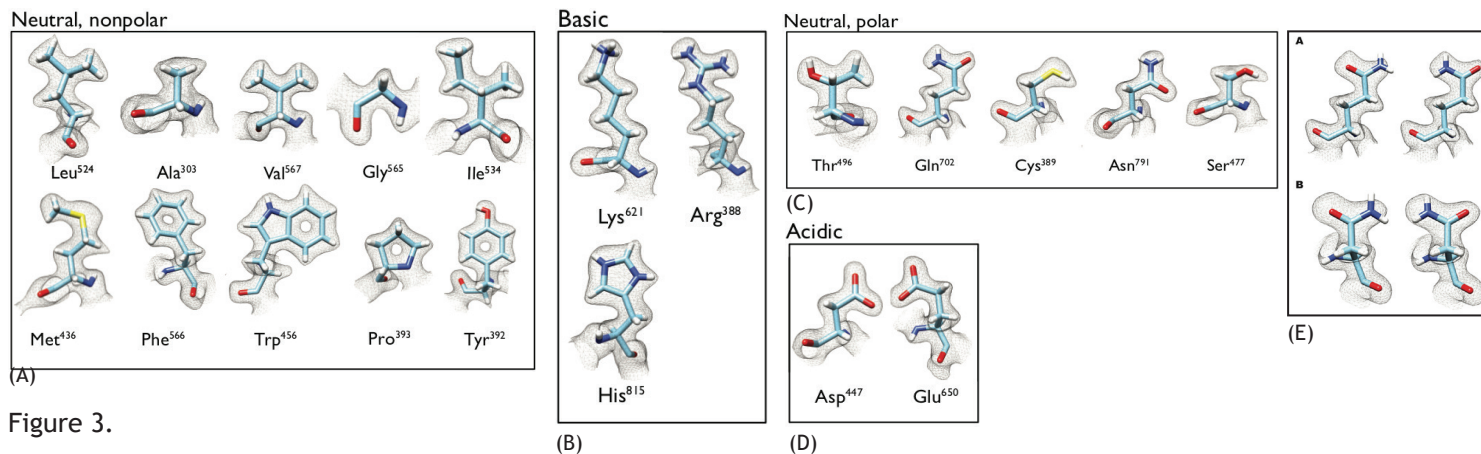 Neutral, nonpolar
Leu524 Ala303 Val567 Gly565 Ile534
Met436 Phe566 Trp456 Pro393 Tyr392
(A)
Figure 3.
Basic
Lys621 Arg388
His815
(B)
Neutral, polar
Thr496 Gln702 Cys389 Asn791 Ser477
(C)
Acidic
Asp447 Glu650
(D)
A
B
(E)